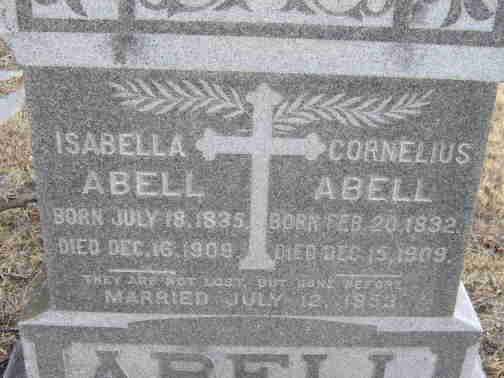 ISABELLA
ABELL
BORN JULY 18, 1835.
DIED DEC. 16, 1909.
CORNELIUS
ABELL
BORN FEB. 20, 1832.
DIED DEC. 15, 1909.
THEY ARE NOT LOST, BUT GONE BEFORE
MARRIED JULY 12, 1853
ABELL